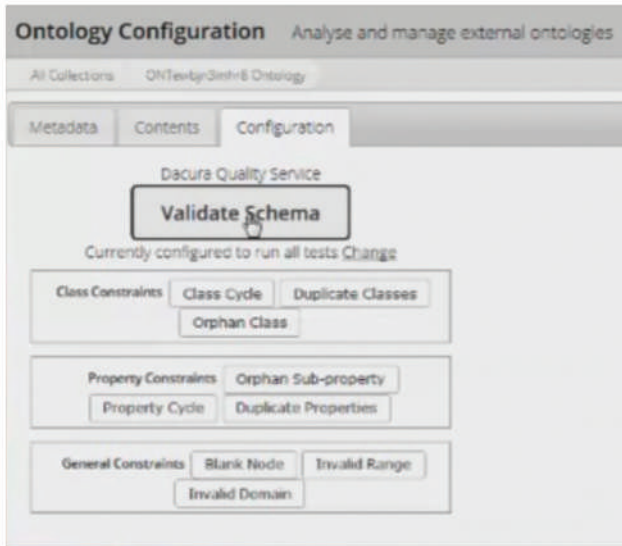 Ontology Configuration Analyse and manage external ontologies
All Collections Ontology
Metadata Contents Configuration
Dacura Quality Service
Validate Schema
Currently configured to run all tests Change
Class Constraints Class Cycle Duplicate Classes
Orphan Class
Property Constraints Orphan Sub-property
Property Cycle Duplicate Properties
General Constraints Blank Node Invalid Range
Invalid Domain